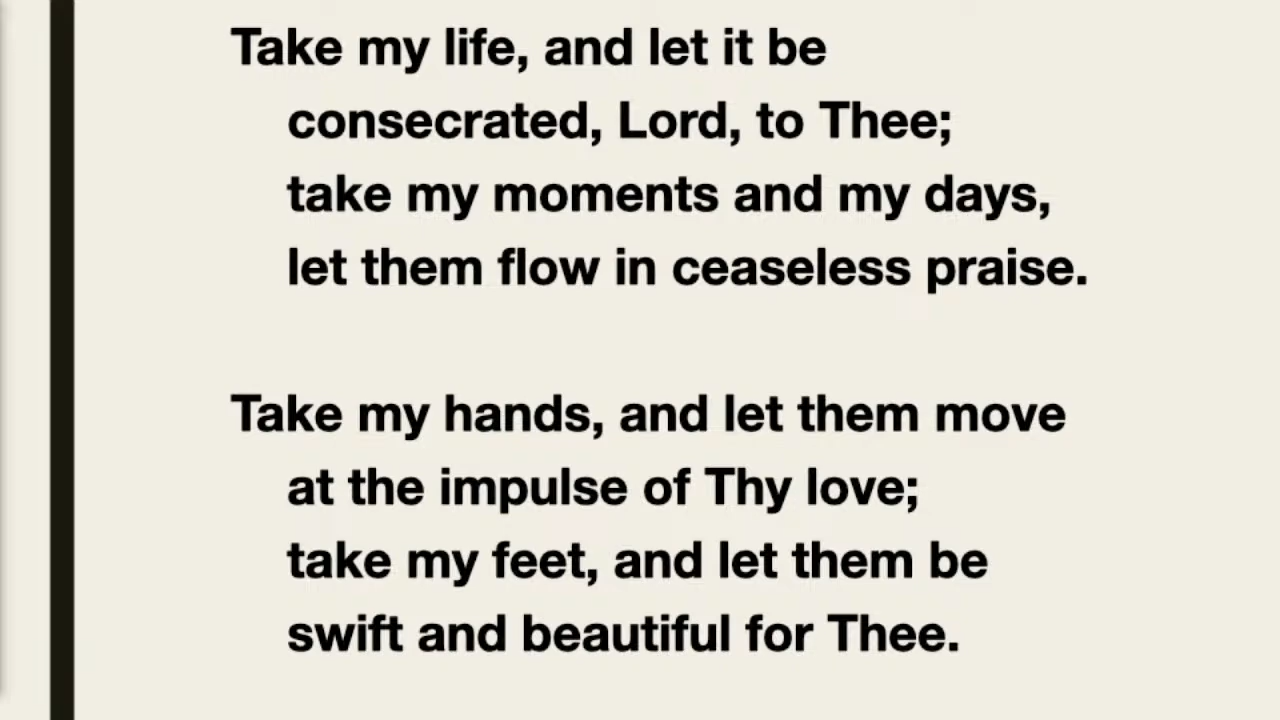 Take my life, and let it be
consecrated, Lord, to Thee;
take my moments and my days,
let them flow in ceaseless praise.
Take my hands, and let them move
at the impulse of Thy love;
take my feet, and let them be
swift and beautiful for Thee.